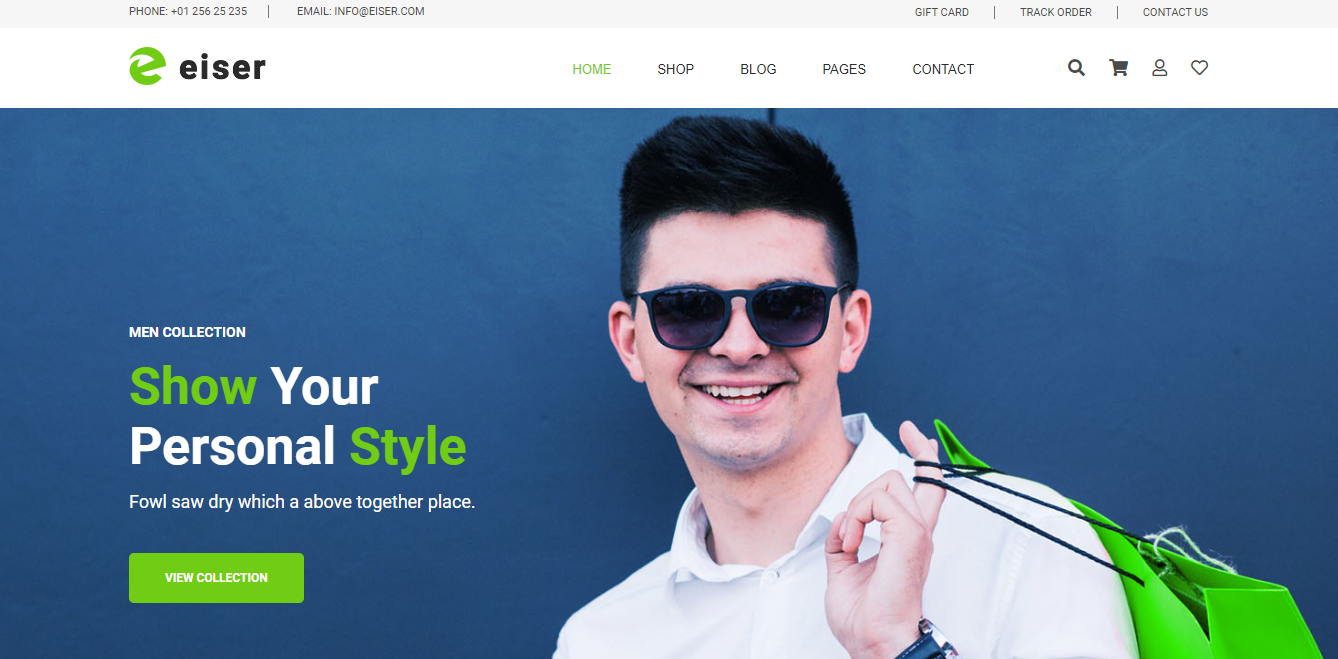 PHONE: +01 256 25 235 | EMAIL: INFO@EISER.COM
GIFT CARD | TRACK ORDER | CONTACT US
eiser
HOME SHOP BLOG PAGES CONTACT
MEN COLLECTION
Show Your
Personal Style
Fowl saw dry which a above together place.
VIEW COLLECTION